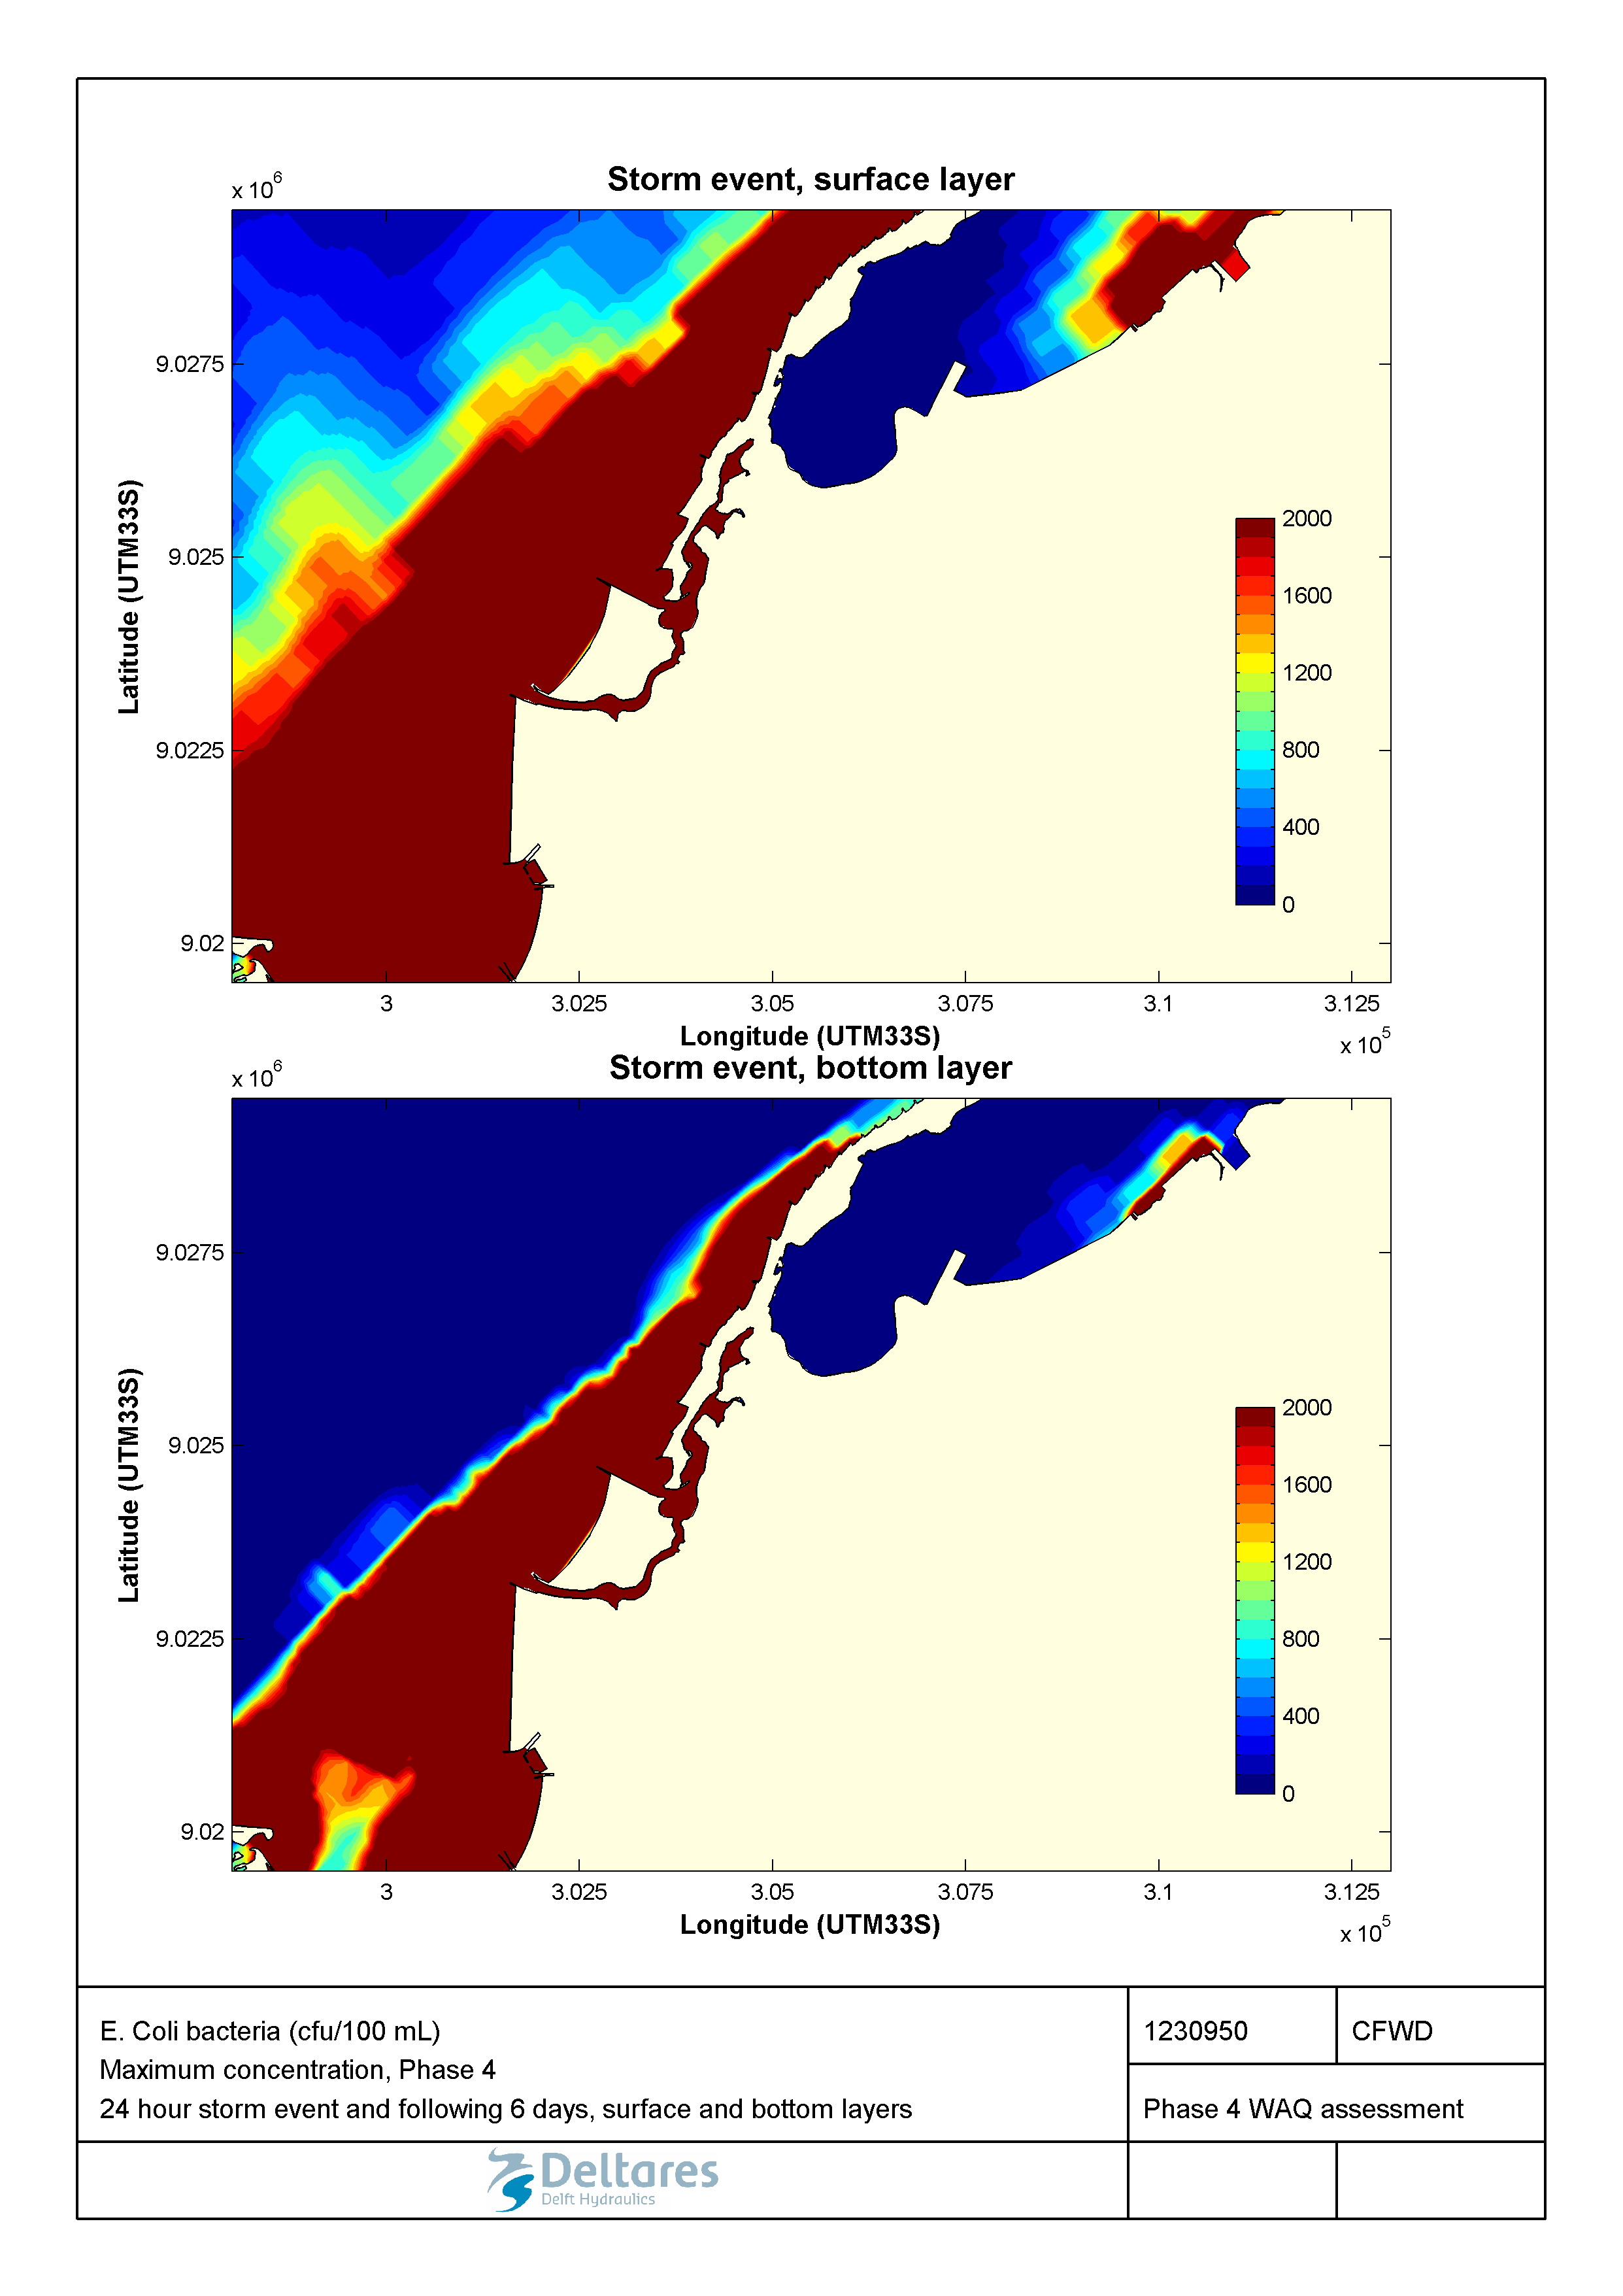 Storm event, surface layer
x 10^6
9.0275
9.025
9.0225
9.02
Latitude (UTM33S)
2000
1600
1200
800
400
0
3 3.025 3.05 3.075 3.1 3.125
Longitude (UTM33S)
x 10^5
Storm event, bottom layer
x 10^6
9.0275
9.025
9.0225
9.02
Latitude (UTM33S)
2000
1600
1200
800
400
0
3 3.025 3.05 3.075 3.1 3.125
Longitude (UTM33S)
x 10^5
E. Coli bacteria (cfu/100 mL)
Maximum concentration, Phase 4
24 hour storm event and following 6 days, surface and bottom layers
1230950 CFWD
Phase 4 WAQ assessment
Deltares
Delft Hydraulics